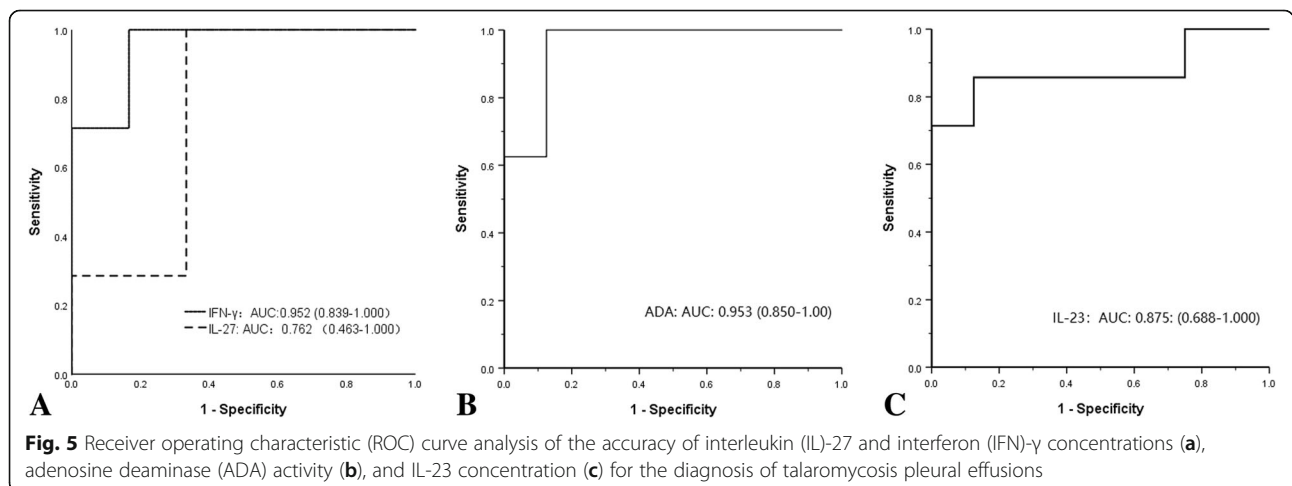 1.0
0.8
0.6
0.4
0.2
0.0
Sensitivity
IFN-γ: AUC:0.952 (0.839-1.000)
IL-27: AUC: 0.762 (0.463-1.000)
0.0 0.2 0.4 0.6 0.8 1.0
A
1 - Specificity
1.0
0.8
0.6
0.4
0.2
0.0
Sensitivity
ADA: AUC: 0.953 (0.850-1.00)
0.0 0.2 0.4 0.6 0.8 1.0
B
1 - Specificity
1.0
0.8
0.6
0.4
0.2
0.0
Sensitivity
IL-23: AUC: 0.875: (0.688-1.000)
0.0 0.2 0.4 0.6 0.8 1.0
C
1 - Specificity
Fig. 5 Receiver operating characteristic (ROC) curve analysis of the accuracy of interleukin (IL)-27 and interferon (IFN)-γ concentrations (a),
adenosine deaminase (ADA) activity (b), and IL-23 concentration (c) for the diagnosis of talaromycosis pleural effusions